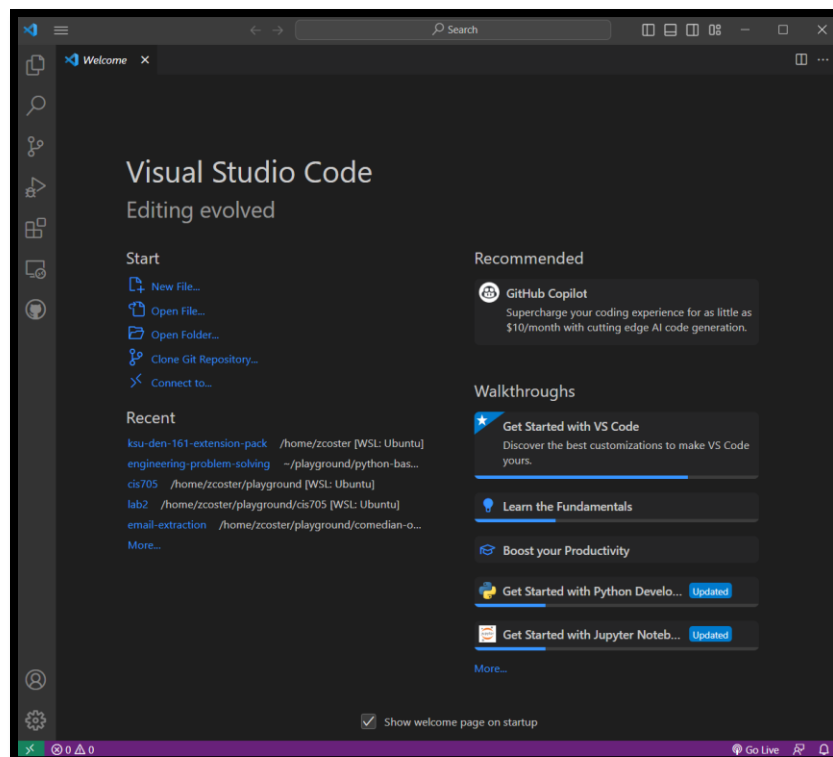 Search
Welcome
Visual Studio Code
Editing evolved
Start
New File...
Open File...
Open Folder...
Clone Git Repository...
Connect to...
Recent
ksu-den-161-extension-pack /home/zcoster [WSL: Ubuntu]
engineering-problem-solving ~/playground/python-bas...
cis705 /home/zcoster/playground [WSL: Ubuntu]
lab2 /home/zcoster/playground/cis705 [WSL: Ubuntu]
email-extraction /home/zcoster/playground/comedian-o...
More...
Recommended
GitHub Copilot
Supercharge your coding experience for as little as
$10/month with cutting edge AI code generation.
Walkthroughs
Get Started with VS Code
Discover the best customizations to make VS Code
yours.
Learn the Fundamentals
Boost your Productivity
Get Started with Python Develo... Updated
Get Started with Jupyter Noteb... Updated
More...
Show welcome page on startup
0 0
Go Live